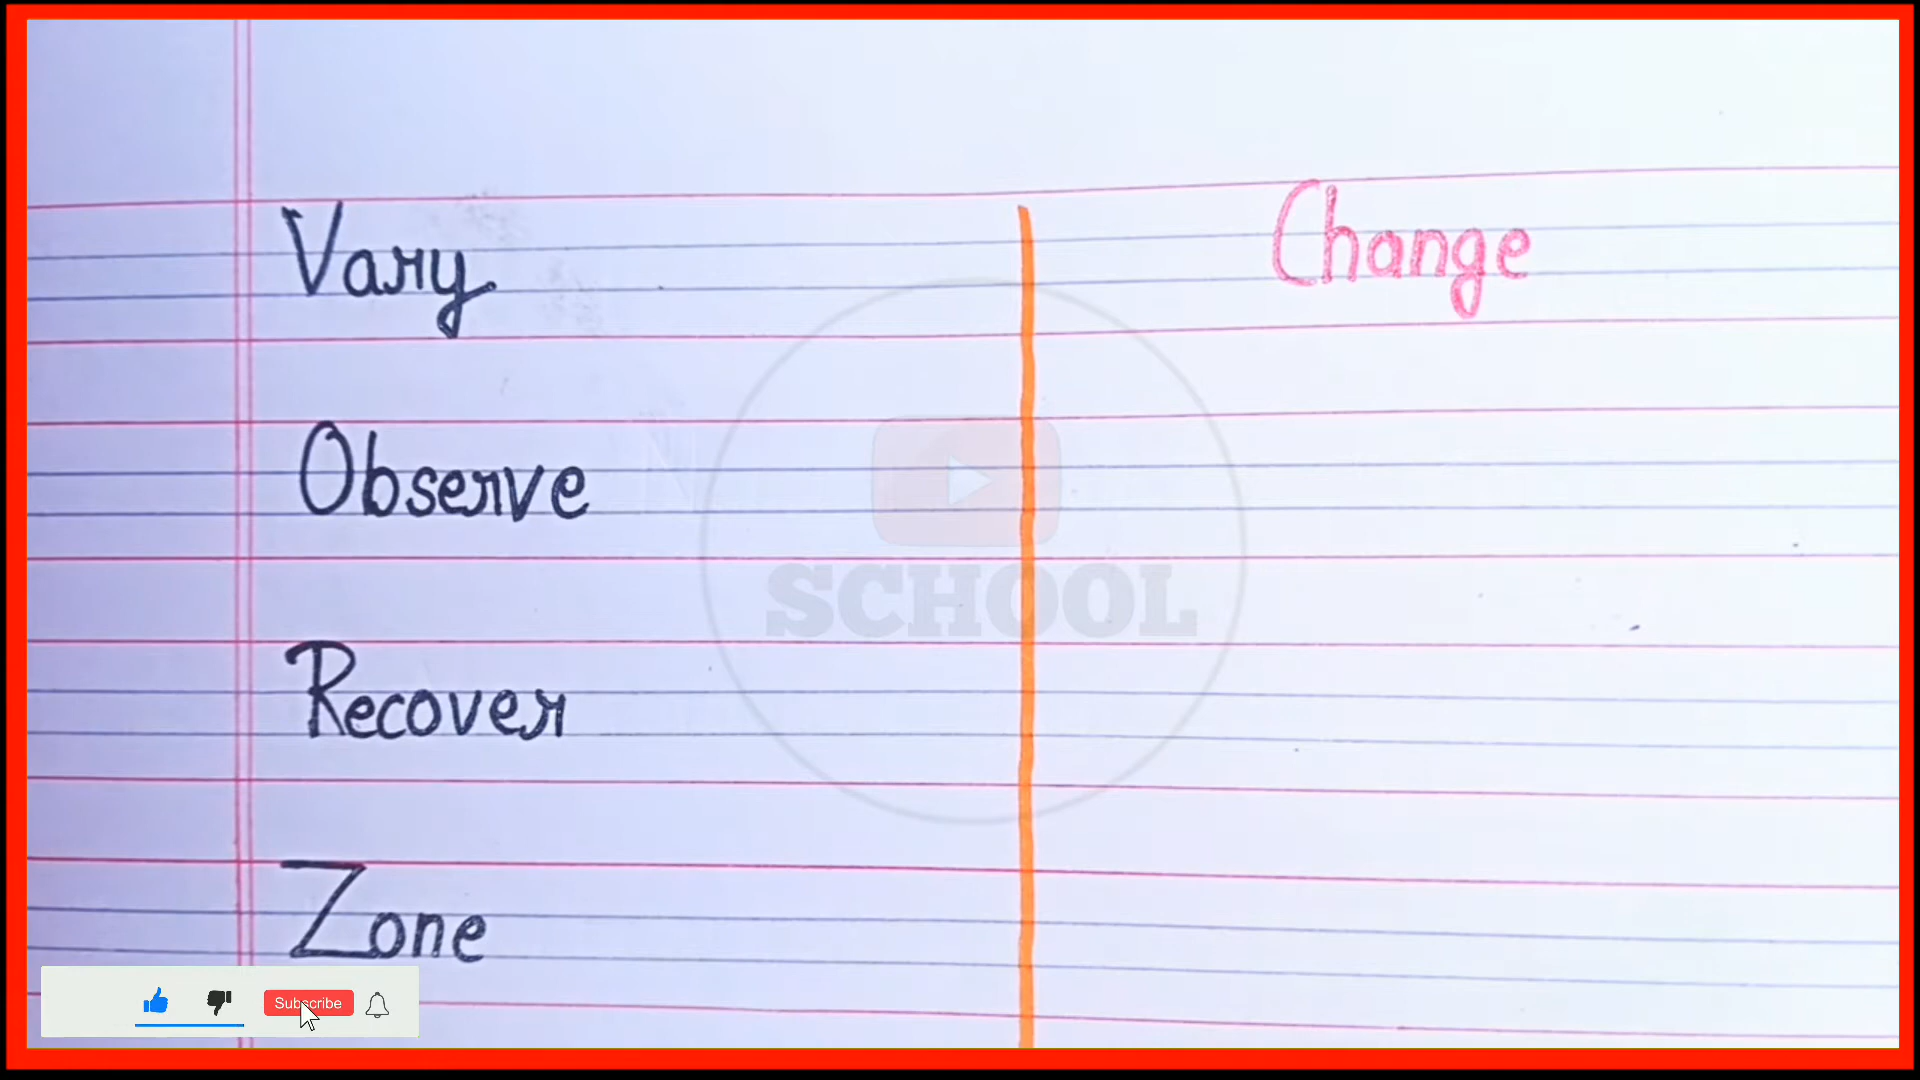 Vary Change
Observe
SCHOOL
Recover
Zone
Subscribe